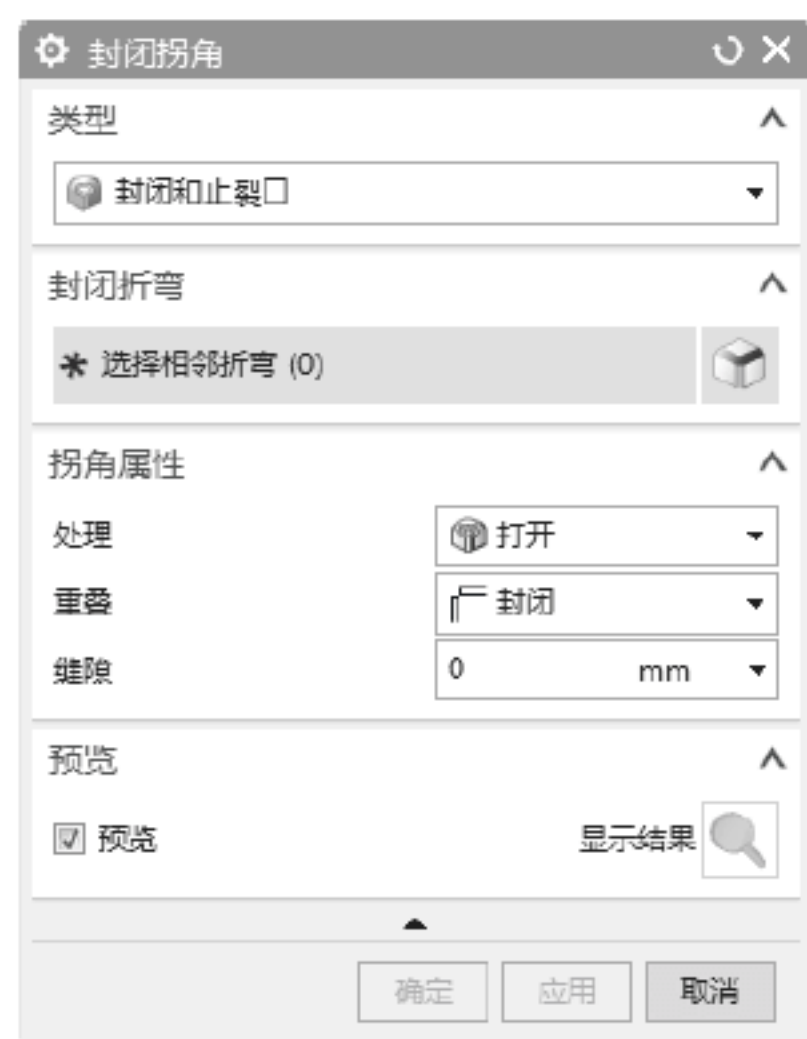 封闭拐角
类型
封闭和止裂口
封闭折弯
* 选择相邻折弯 (0)
拐角属性
处理 打开
重叠 封闭
缝隙 0 mm
预览
预览 显示结果
确定 应用 取消